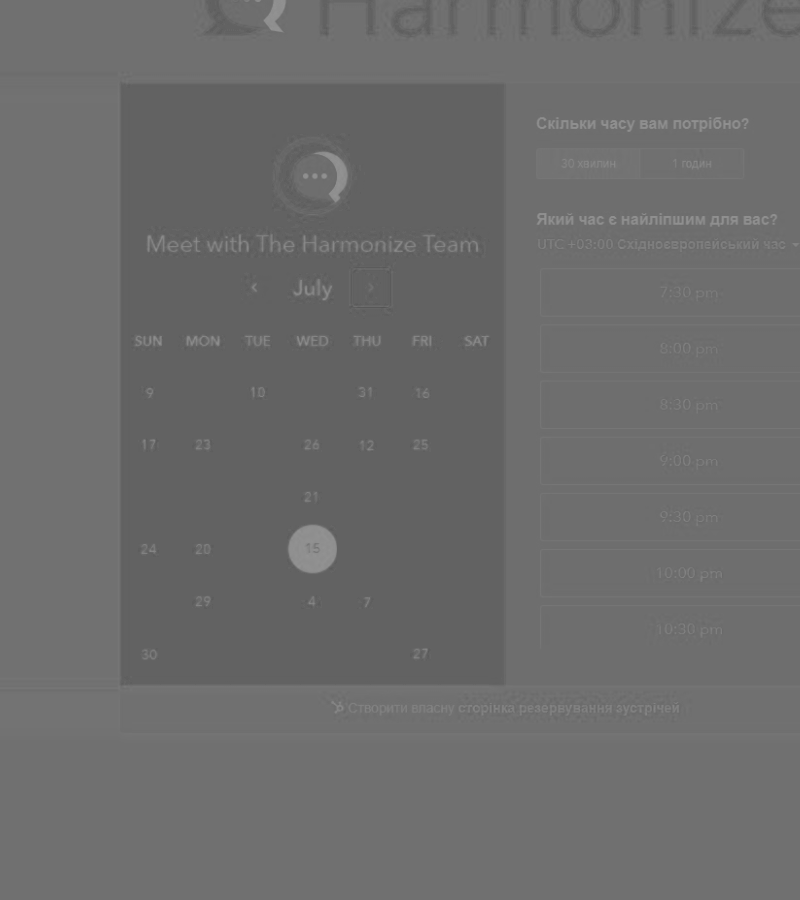 Harmonize
Meet with The Harmonize Team
July
SUN MON TUE WED THU FRI SAT
9 10 31 16
17 23 26 12 25
21
24 20 15
29 4 7
30 27
Скільки часу вам потрібно?
30 хвилин 1 годин
Який час є найліпшим для вас?
UTC +03:00 Східноєвропейський час
7:30 pm
8:00 pm
8:30 pm
9:00 pm
9:30 pm
10:00 pm
10:30 pm
Створити власну сторінка резервування зустрічей